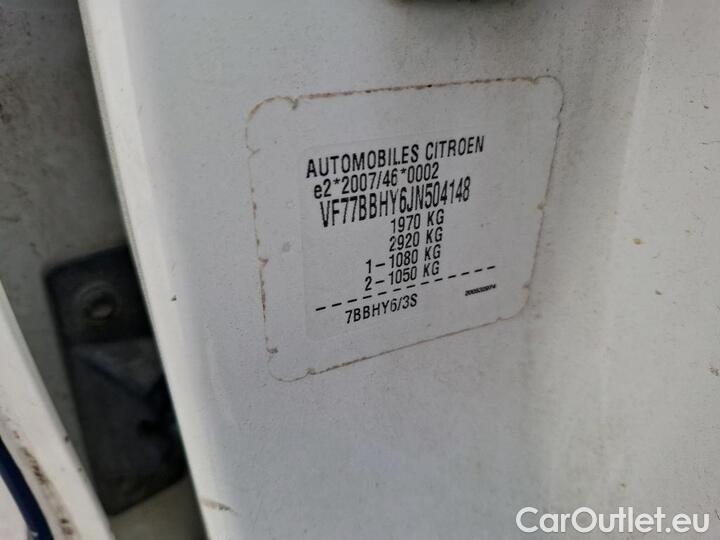 AUTOMOBILES CITROEN
e2*2007/46*0002
VF77BBHY6JN504148
1970 KG
2920 KG
1-1080 KG
2-1050 KG
7BBHY6/3S
CarOutlet.eu